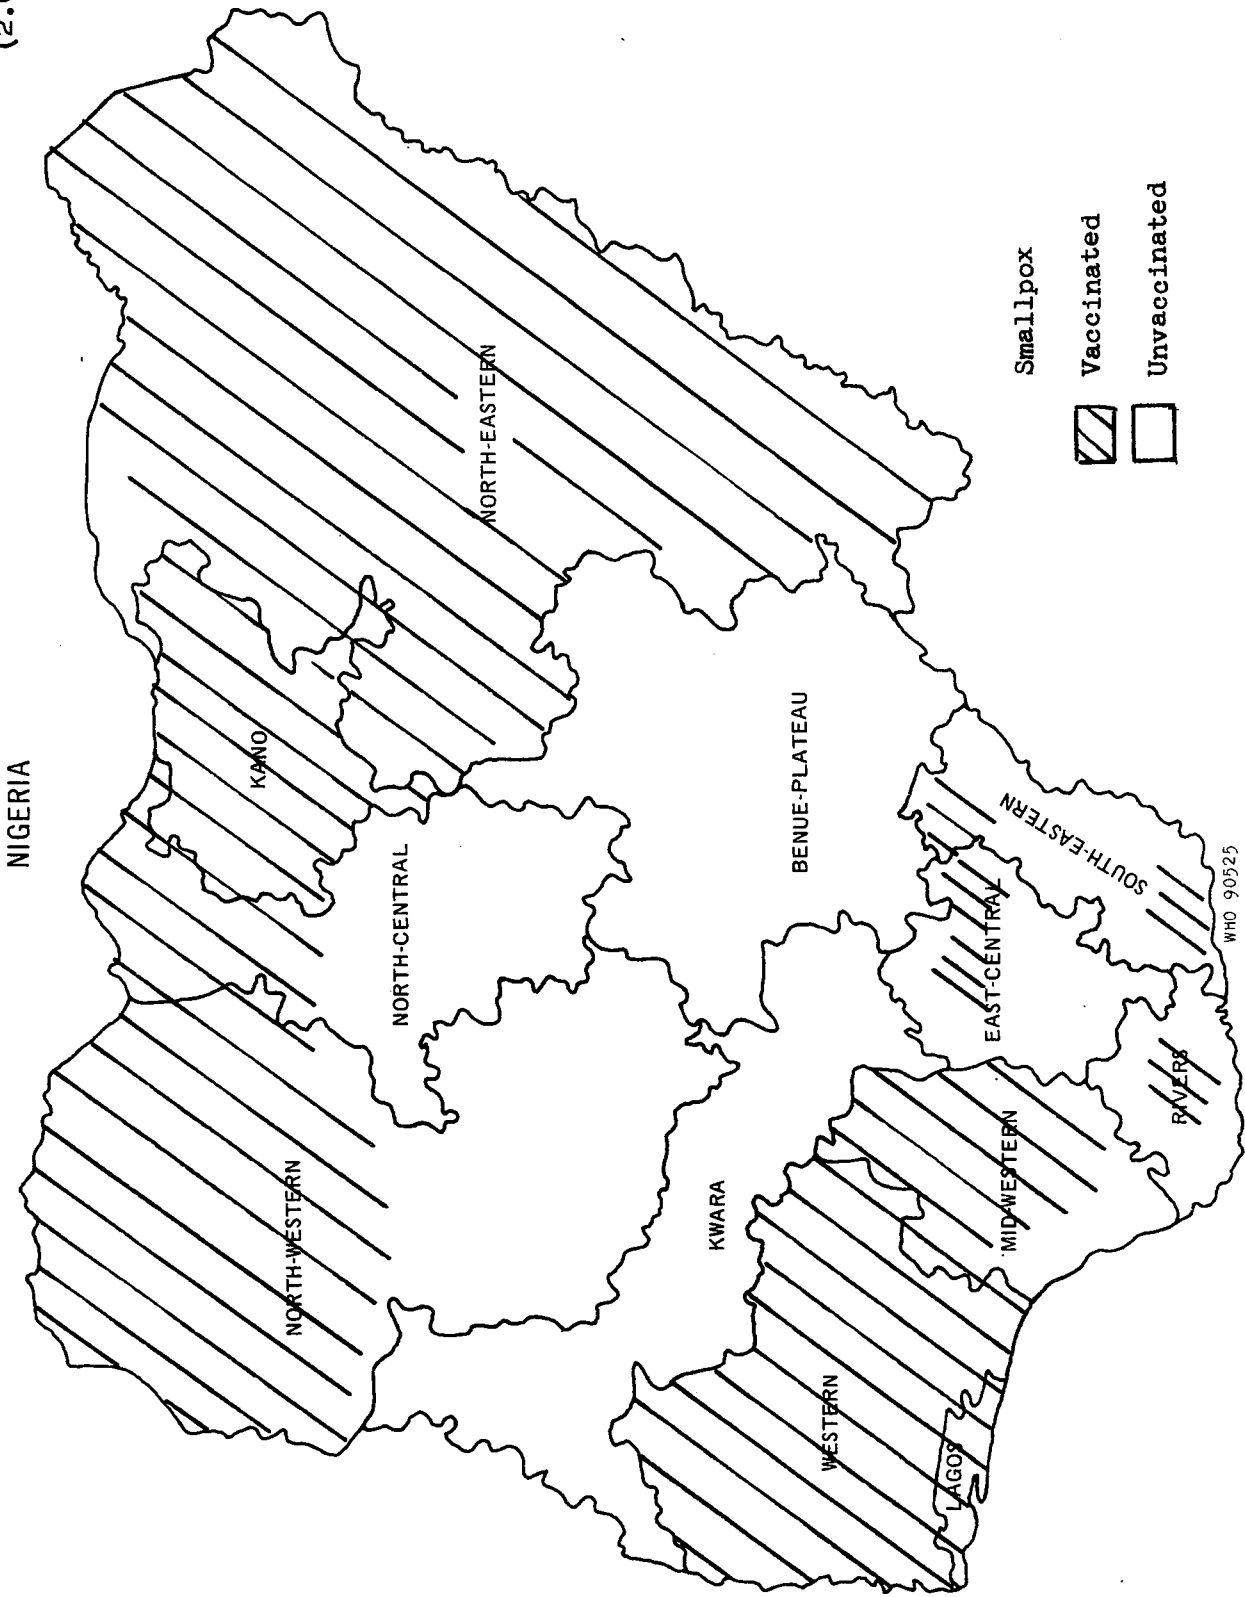 NIGERIA
NORTH-WESTERN
NORTH-CENTRAL
KANO
NORTH-EASTERN
KWARA
BENUE-PLATEAU
WESTERN
LAGOS
MID-WESTERN
EAST-CENTRAL
SOUTH-EASTERN
RIVERS
Smallpox
Vaccinated
Unvaccinated
WHO 90525